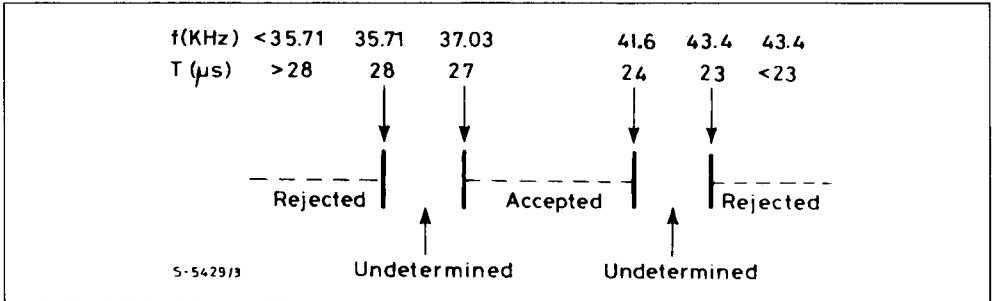 f(KHz) <35.71 35.71 37.03 41.6 43.4 43.4
T (μs) >28 28 27 24 23 <23
Rejected Accepted Rejected
Undetermined Undetermined
S-5429/3